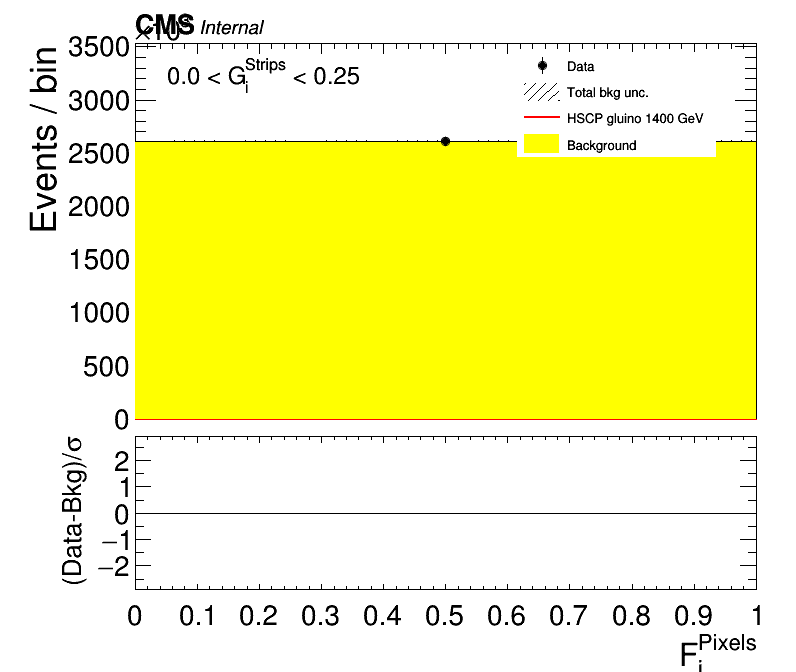 CMS Internal
×10³
3500
3000
2500
2000
1500
1000
500
0
Events / bin
0.0 < G_i^Strips < 0.25
Data
Total bkg unc.
HSCP gluino 1400 GeV
Background
2
1
0
−1
−2
(Data-Bkg)/σ
0 0.1 0.2 0.3 0.4 0.5 0.6 0.7 0.8 0.9 1
F_i^Pixels